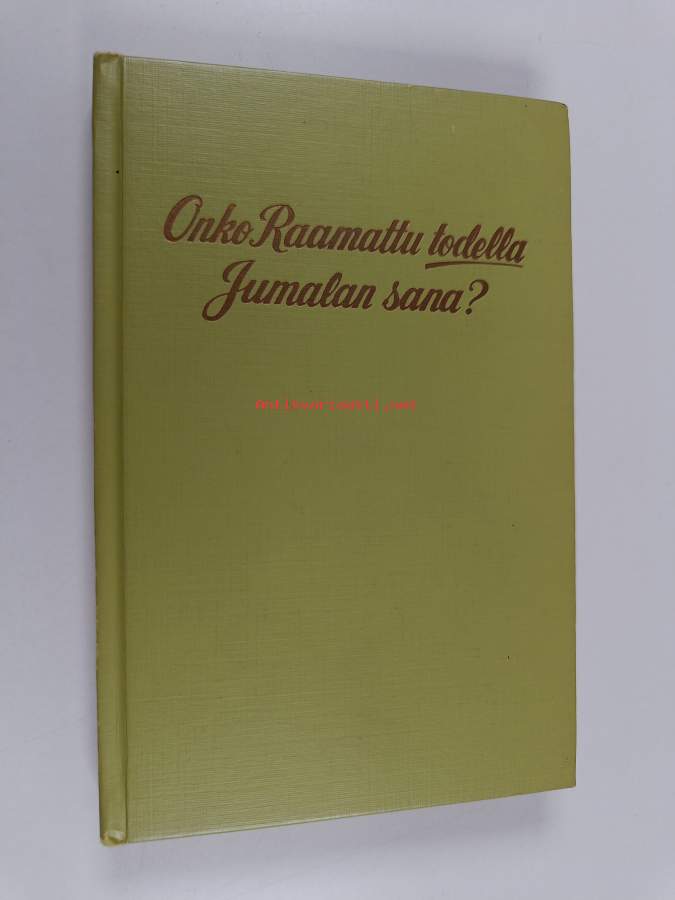 Onko Raamattu todella
Jumalan sana?
Antikvariaatti.net